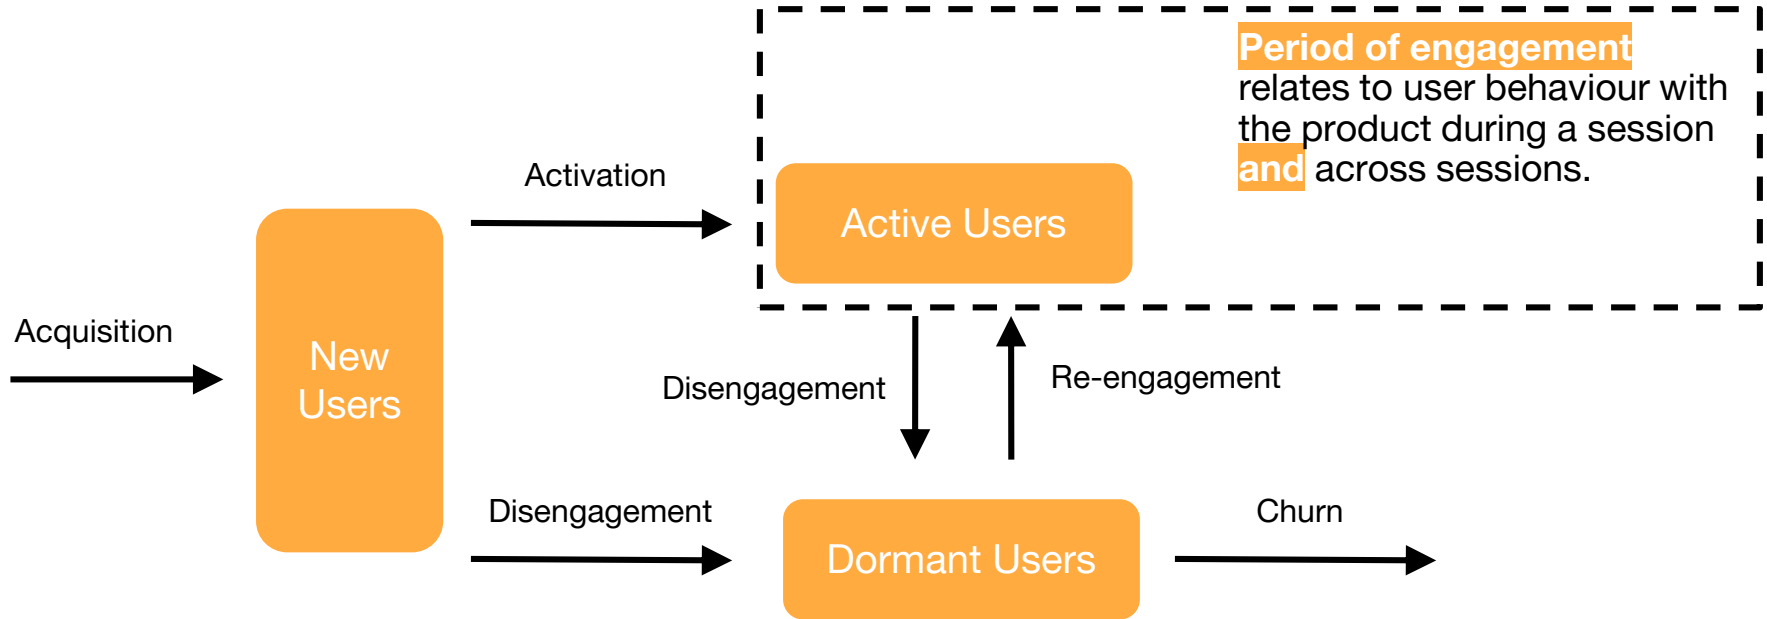 Period of engagement
relates to user behaviour with
the product during a session
and across sessions.
Activation
Active Users
Acquisition
New
Users
Disengagement
Re-engagement
Disengagement
Dormant Users
Churn